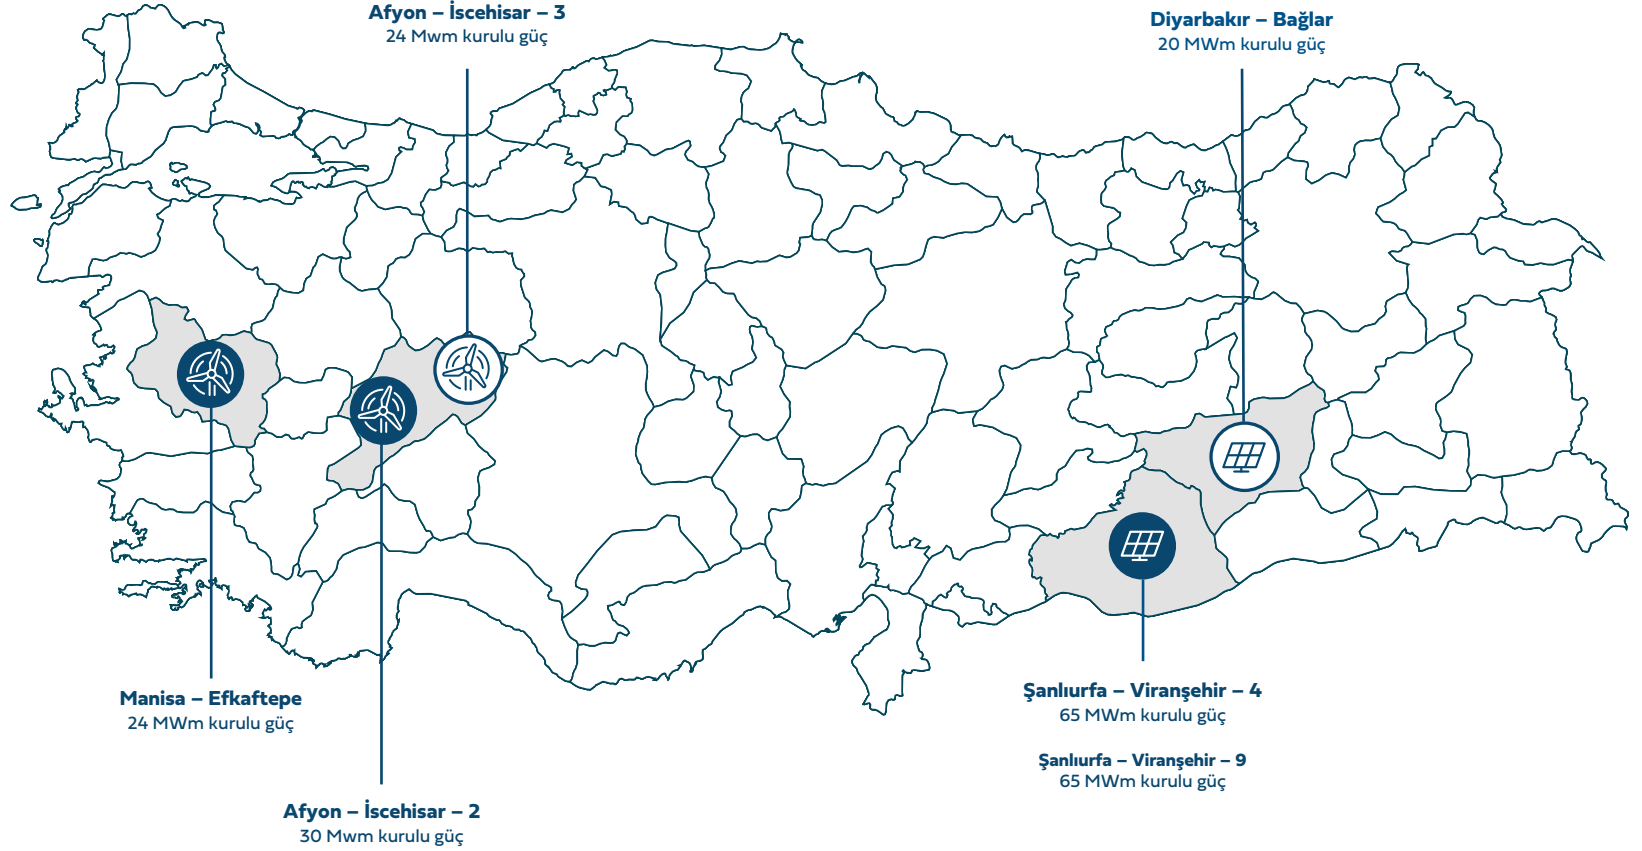 Afyon – İscehisar – 3
24 Mwm kurulu güç
Diyarbakır – Bağlar
20 MWm kurulu güç
Manisa – Efkaftepe
24 MWm kurulu güç
Şanlıurfa – Viranşehir – 4
65 MWm kurulu güç
Şanlıurfa – Viranşehir – 9
65 MWm kurulu güç
Afyon – İscehisar – 2
30 Mwm kurulu güç